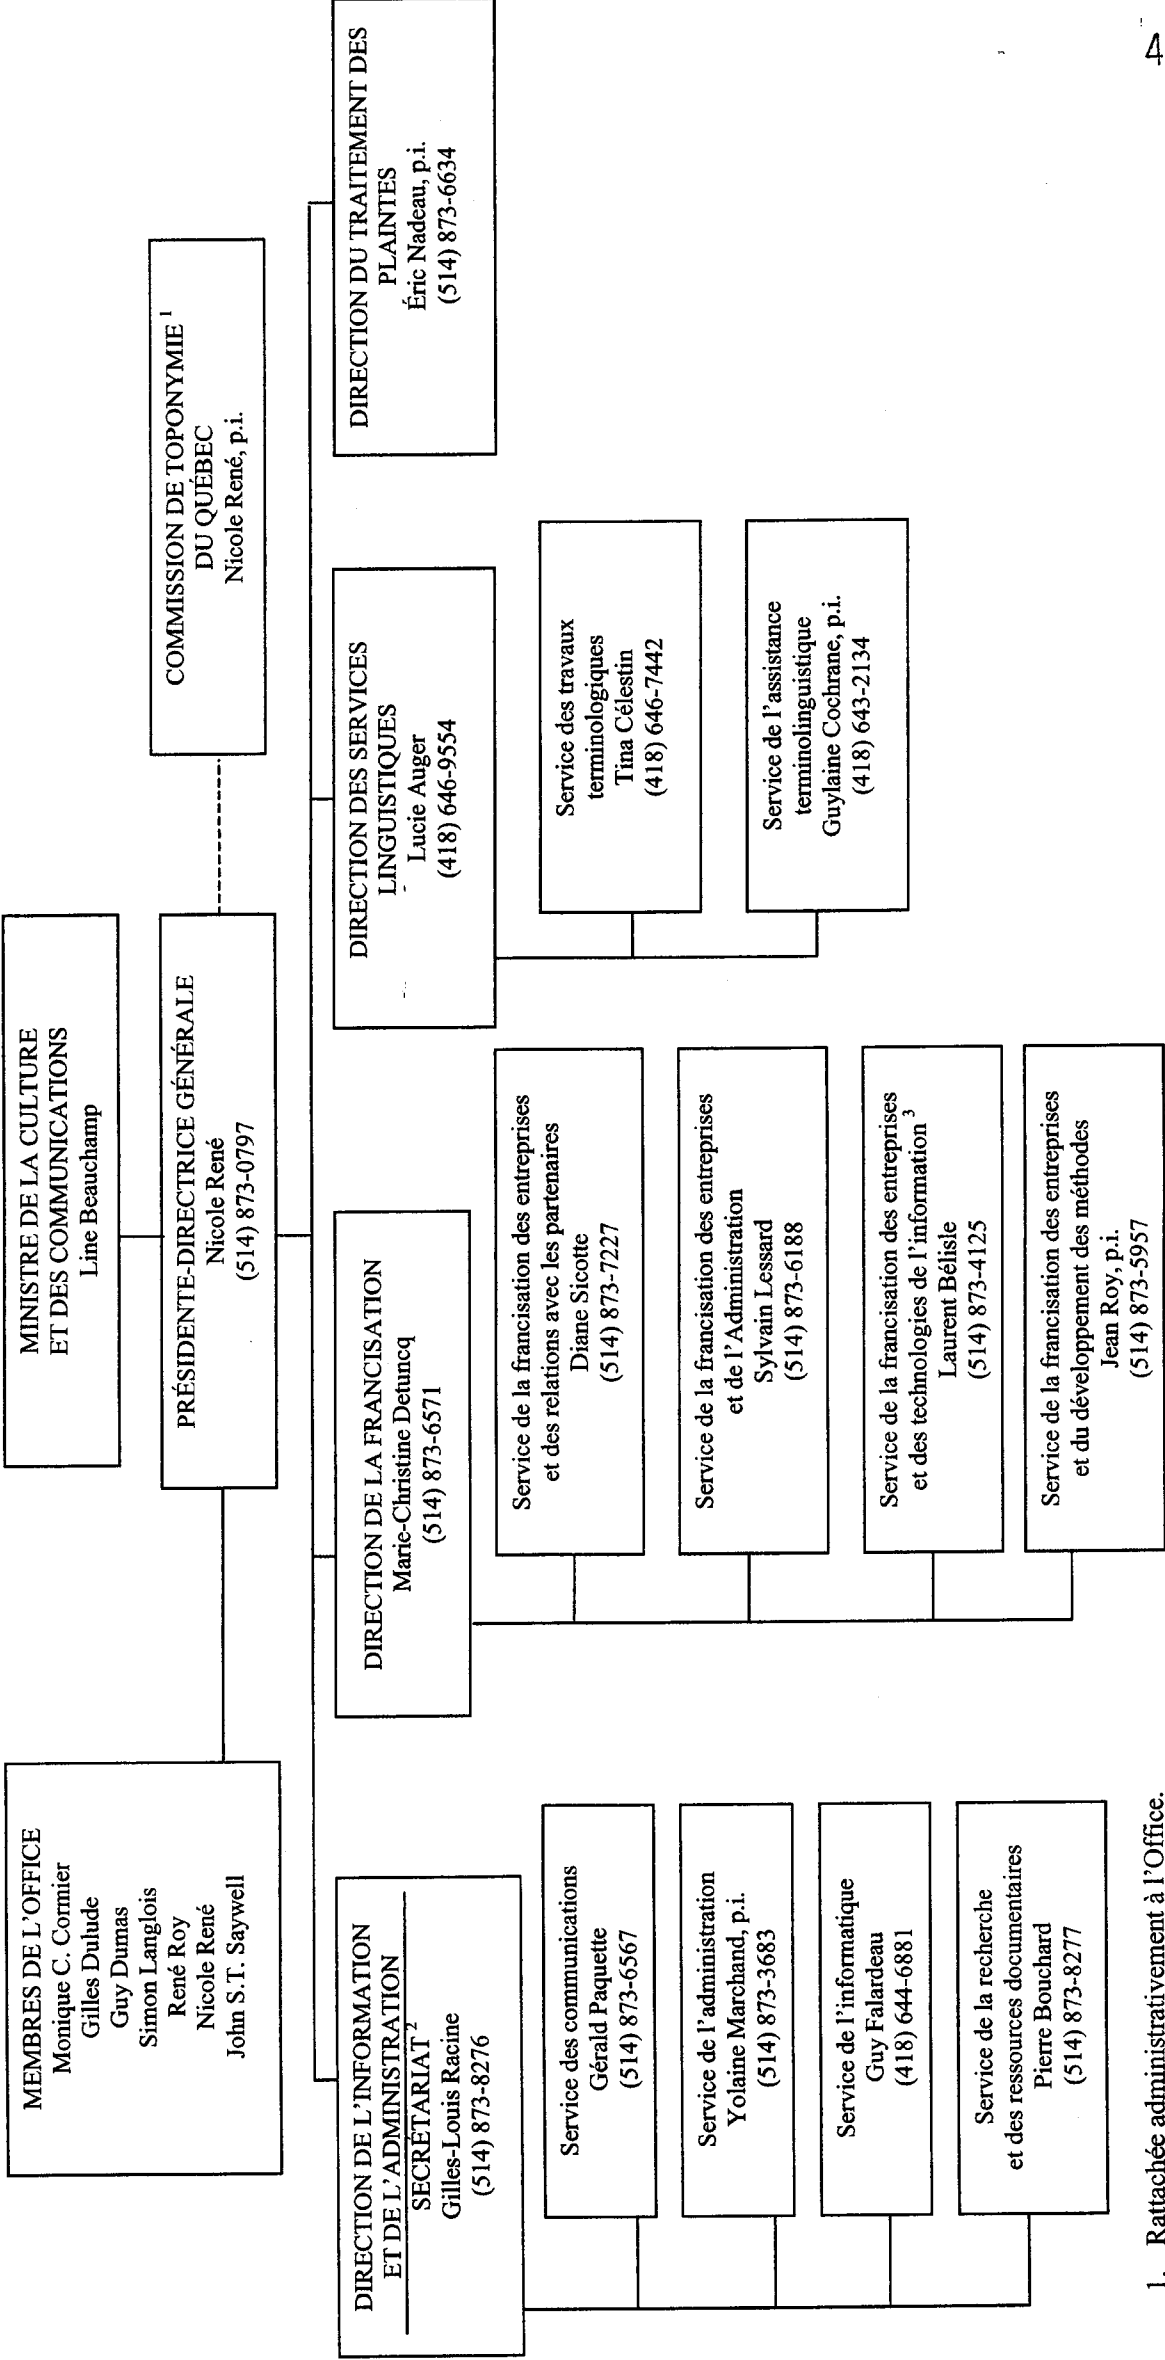 MINISTRE DE LA CULTURE
ET DES COMMUNICATIONS
Line Beauchamp
MEMBRES DE L'OFFICE
Monique C. Cormier
Gilles Dulude
Guy Dumas
Simon Langlois
René Roy
Nicole René
John S.T. Saywell
PRÉSIDENTE-DIRECTRICE GÉNÉRALE
Nicole René
(514) 873-0797
COMMISSION DE TOPONYMIE 1
DU QUÉBEC
Nicole René, p.i.
DIRECTION DE L'INFORMATION
ET DE L'ADMINISTRATION
SECRÉTARIAT 2
Gilles-Louis Racine
(514) 873-8276
Service des communications
Gérald Paquette
(514) 873-6567
Service de l'administration
Yolaine Marchand, p.i.
(514) 873-3683
Service de l'informatique
Guy Falardeau
(418) 644-6881
Service de la recherche
et des ressources documentaires
Pierre Bouchard
(514) 873-8277
DIRECTION DE LA FRANCISATION
Marie-Christine Detuncq
(514) 873-6571
Service de la francisation des entreprises
et des relations avec les partenaires
Diane Sicotte
(514) 873-7227
Service de la francisation des entreprises
et de l'Administration
Sylvain Lessard
(514) 873-6188
Service de la francisation des entreprises
et des technologies de l'information 3
Laurent Bélisle
(514) 873-4125
Service de la francisation des entreprises
et du développement des méthodes
Jean Roy, p.i.
(514) 873-5957
DIRECTION DES SERVICES
LINGUISTIQUES
Lucie Auger
(418) 646-9554
Service des travaux
terminologiques
Tina Célestin
(418) 646-7442
Service de l'assistance
terminolinguistique
Guylaine Cochrane, p.i.
(418) 643-2134
DIRECTION DU TRAITEMENT DES
PLAINTES
Éric Nadeau, p.i.
(514) 873-6634
1. Rattachée administrativement à l'Office.
4